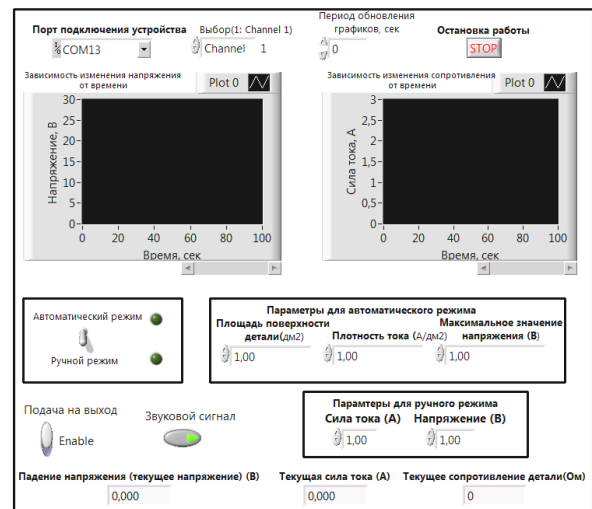 Порт подключения устройства
COM13
Выбор(1: Channel 1)
Channel 1
Период обновления
графиков, сек
0
Остановка работы
STOP
Зависимость изменения напряжения
от времени
Plot 0
Напряжение, В
30
25
20
15
10
5
0
0 20 40 60 80 100
Время, сек
Зависимость изменения сопротивления
от времени
Plot 0
Сила тока, А
3
2,5
2
1,5
1
0,5
0
0 20 40 60 80 100
Время, сек
Автоматический режим
Ручной режим
Параметры для автоматического режима
Площадь поверхности
детали(дм2)
1,00
Плотность тока (А/дм2)
1,00
Максимальное значение
напряжения (В)
1,00
Подача на выход
Enable
Звуковой сигнал
Парамтеры для ручного режима
Сила тока (А) Напряжение (В)
1,00 1,00
Падение напряжения (текущее напряжение) (В)
0,000
Текущая сила тока (А)
0,000
Текущее сопротивление детали(Ом)
0